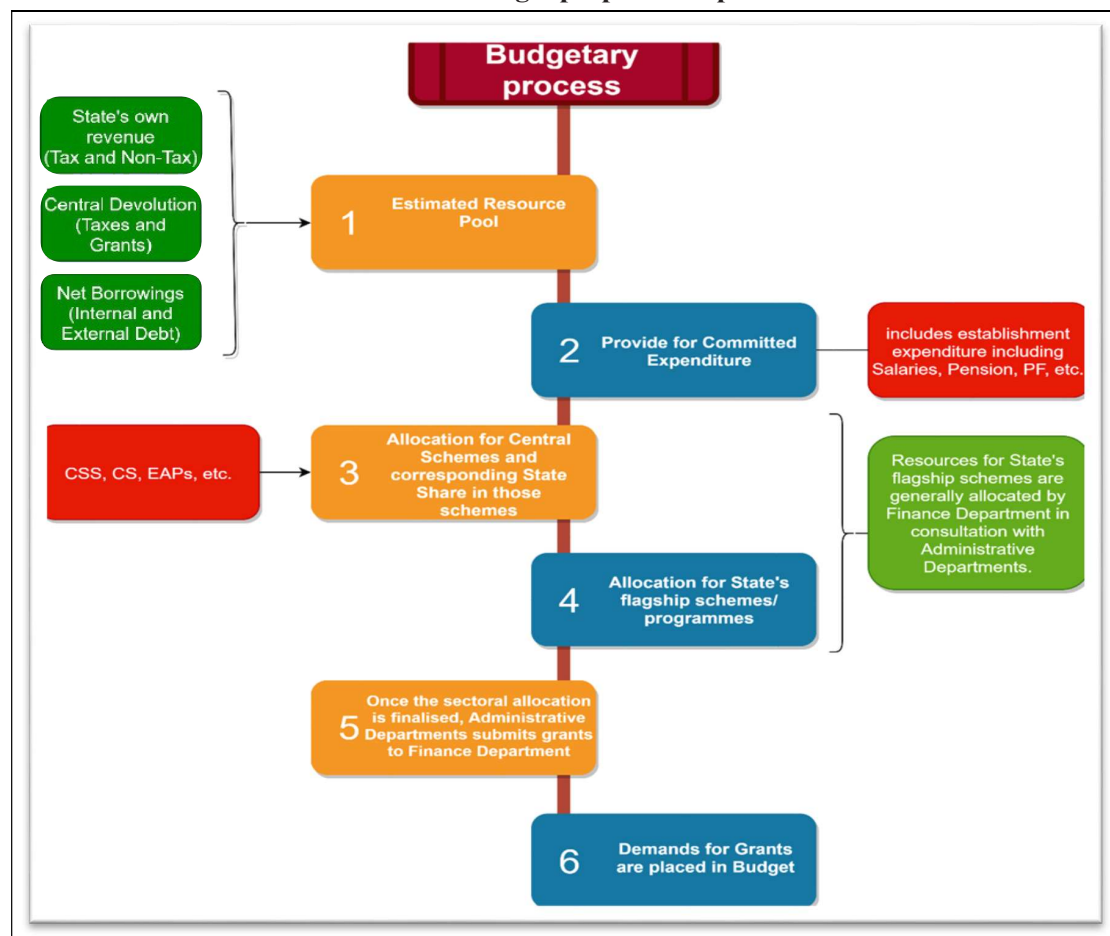 Budgetary
process
State's own
revenue
(Tax and Non-Tax)
Central Devolution
(Taxes and
Grants)
Net Borrowings
(Internal and
External Debt)
1
Estimated Resource
Pool
2
Provide for Committed
Expenditure
includes establishment
expenditure including
Salaries, Pension, PF, etc.
CSS, CS, EAPs, etc.
3
Allocation for Central
Schemes and
corresponding State
Share in those
schemes
Resources for State's
flagship schemes are
generally allocated by
Finance Department in
consultation with
Administrative
Departments.
4
Allocation for State's
flagship schemes/
programmes
5
Once the sectoral allocation
is finalised, Administrative
Departments submits grants
to Finance Department
6
Demands for Grants
are placed in Budget